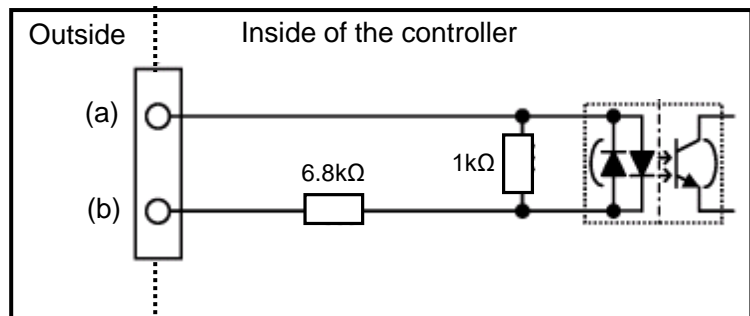 Outside
Inside of the controller
(a)
6.8kΩ
1kΩ
(b)